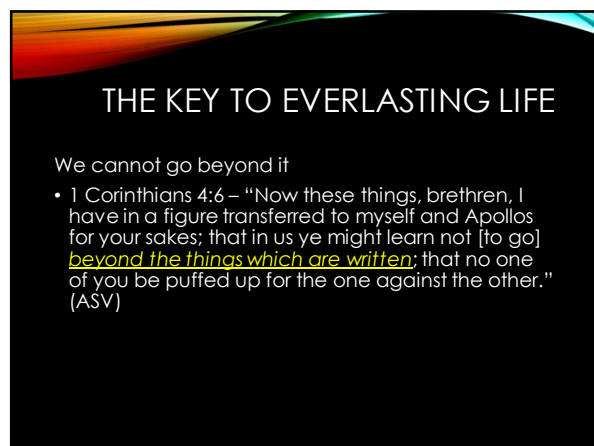 THE KEY TO EVERLASTING LIFE
We cannot go beyond it
• 1 Corinthians 4:6 – “Now these things, brethren, I
have in a figure transferred to myself and Apollos
for your sakes; that in us ye might learn not [to go]
beyond the things which are written; that no one
of you be puffed up for the one against the other.”
(ASV)